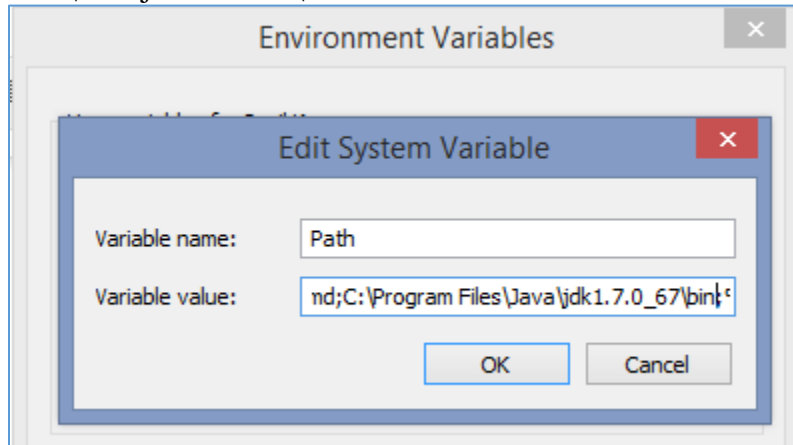 Environment Variables
Edit System Variable
Variable name: Path
Variable value: nd;C:\Program Files\Java\jdk1.7.0_67\bin;
OK Cancel